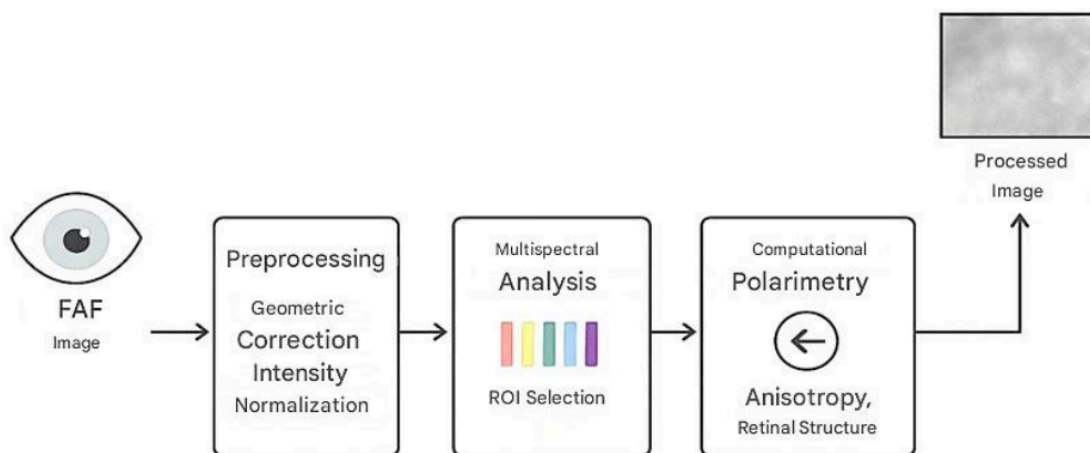 FAF
Image
Preprocessing
Geometric
Correction
Intensity
Normalization
Multispectral
Analysis
ROI Selection
Computational
Polarimetry
Anisotropy,
Retinal Structure
Processed
Image